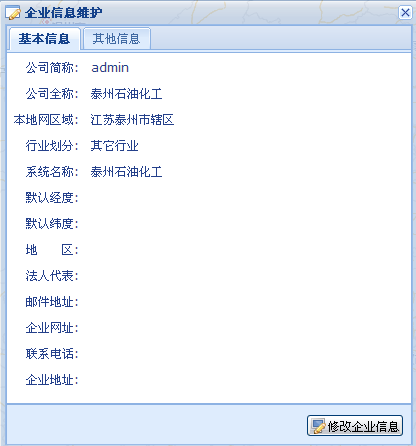 企业信息维护
基本信息 其他信息
公司简称: admin
公司全称: 泰州石油化工
本地网区域: 江苏泰州市辖区
行业划分: 其它行业
系统名称: 泰州石油化工
默认经度:
默认纬度:
地 区:
法人代表:
邮件地址:
企业网址:
联系电话:
企业地址:
修改企业信息